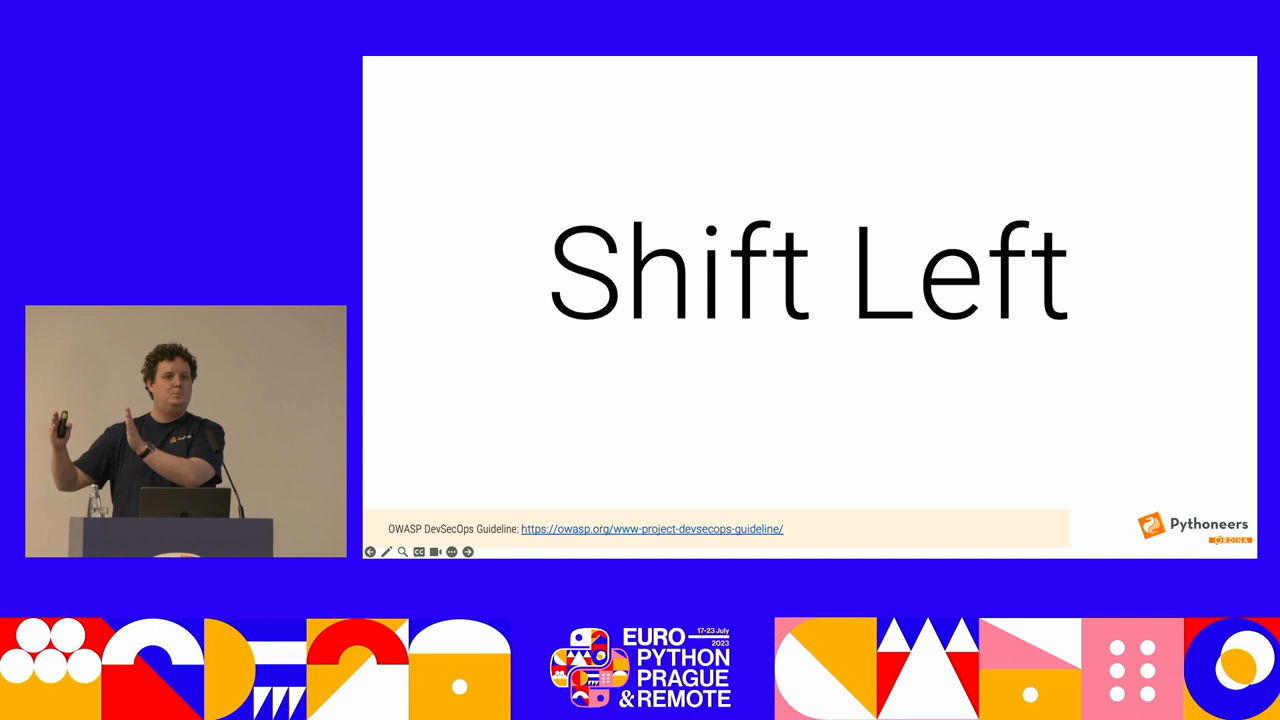 Shift Left
OWASP DevSecOps Guideline: https://owasp.org/www-project-devsecops-guideline/
Pythoneers
ORDINA
EURO
17-23 July
2023
PYTHON
PRAGUE
& REMOTE